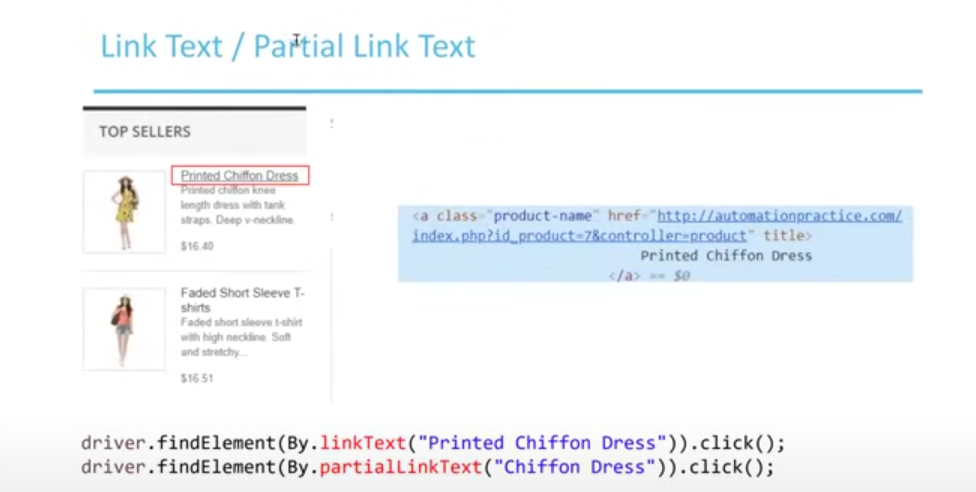 Link Text / Partial Link Text
TOP SELLERS
Printed Chiffon Dress
Printed chiffon knee
length dress with tank
straps. Deep v-neckline.
$16.40
Faded Short Sleeve T-
shirts
Faded short sleeve t-shirt
with high neckline. Soft
and stretchy...
$16.51
<a class="product-name" href="http://automationpractice.com/
index.php?id_product=7&controller=product" title>
Printed Chiffon Dress
</a> == $0
driver.findElement(By.linkText("Printed Chiffon Dress")).click();
driver.findElement(By.partialLinkText("Chiffon Dress")).click();